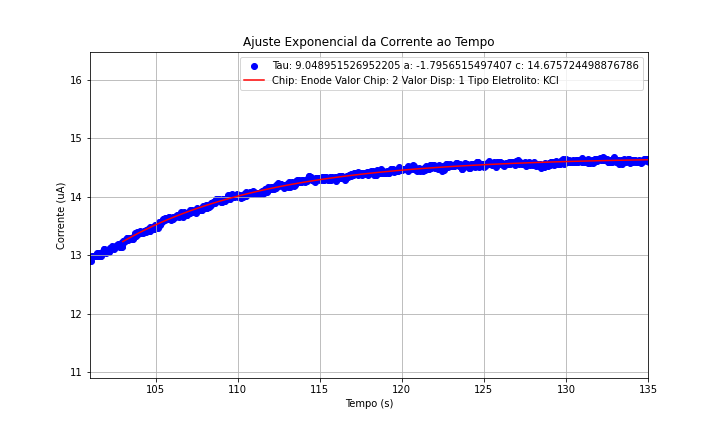 Ajuste Exponencial da Corrente ao Tempo
Tau: 9.048951526952205 a: -1.7956515497407 c: 14.675724498876786
Chip: Enode Valor Chip: 2 Valor Disp: 1 Tipo Eletrolito: KCl
16
15
14
13
12
11
Corrente (uA)
105
110
115
120
125
130
135
Tempo (s)